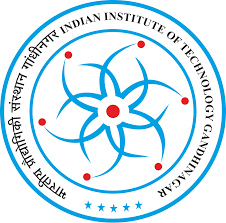 भारतीय प्रौद्योगिकी संस्थान गांधीनगर
INDIAN INSTITUTE OF TECHNOLOGY GANDHINAGAR